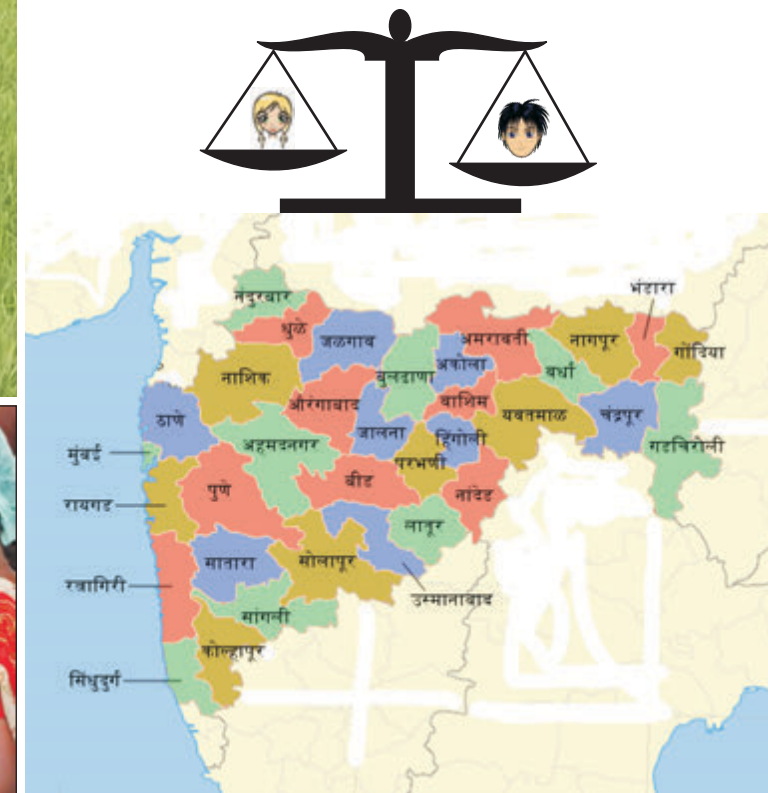 नंदुरबार
भंडारा
धुळे
जळगाव
अमरावती
नागपूर
गोंदिया
अकोला
वर्धा
नाशिक
बुलढाणा
औरंगाबाद
वाशिम
यवतमाळ
चंद्रपूर
ठाणे
जालना
हिंगोली
अहमदनगर
गडचिरोली
मुंबई
परभणी
बीड
पुणे
नांदेड
रायगड
लातूर
सातारा
सोलापूर
रत्नागिरी
उस्मानाबाद
सांगली
कोल्हापूर
सिंधुदुर्ग